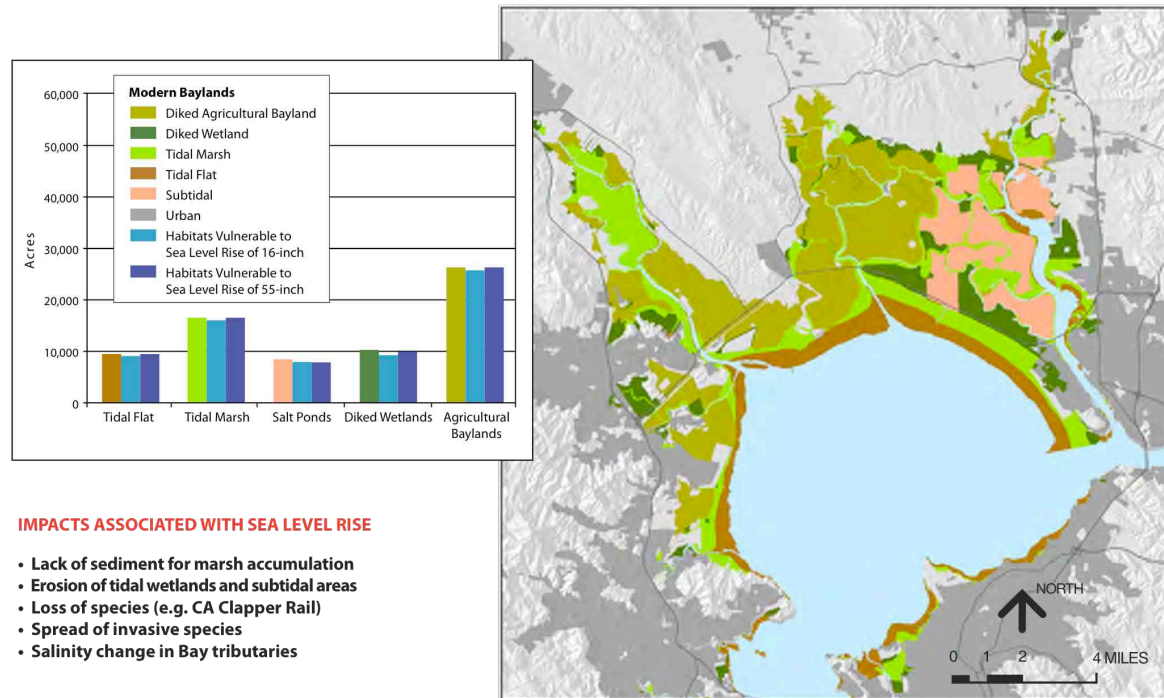 Modern Baylands
Diked Agricultural Bayland
Diked Wetland
Tidal Marsh
Tidal Flat
Subtidal
Urban
Habitats Vulnerable to
Sea Level Rise of 16-inch
Habitats Vulnerable to
Sea Level Rise of 55-inch
Acres
60,000
50,000
40,000
30,000
20,000
10,000
0
Tidal Flat
Tidal Marsh
Salt Ponds
Diked Wetlands
Agricultural
Baylands
IMPACTS ASSOCIATED WITH SEA LEVEL RISE
• Lack of sediment for marsh accumulation
• Erosion of tidal wetlands and subtidal areas
• Loss of species (e.g. CA Clapper Rail)
• Spread of invasive species
• Salinity change in Bay tributaries
NORTH
0 1 2 4 MILES